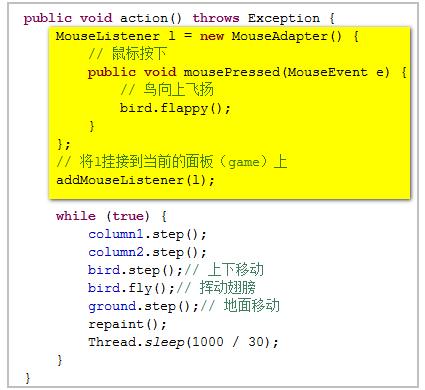 public void action() throws Exception {
    MouseListener l = new MouseAdapter() {
        // 鼠标按下
        public void mousePressed(MouseEvent e) {
            // 鸟向上飞扬
            bird.flappy();
        }
    };
    // 将l挂接到当前的面板（game）上
    addMouseListener(l);

    while (true) {
        column1.step();
        column2.step();
        bird.step();// 上下移动
        bird.fly();// 挥动翅膀
        ground.step();// 地面移动
        repaint();
        Thread.sleep(1000 / 30);
    }
}